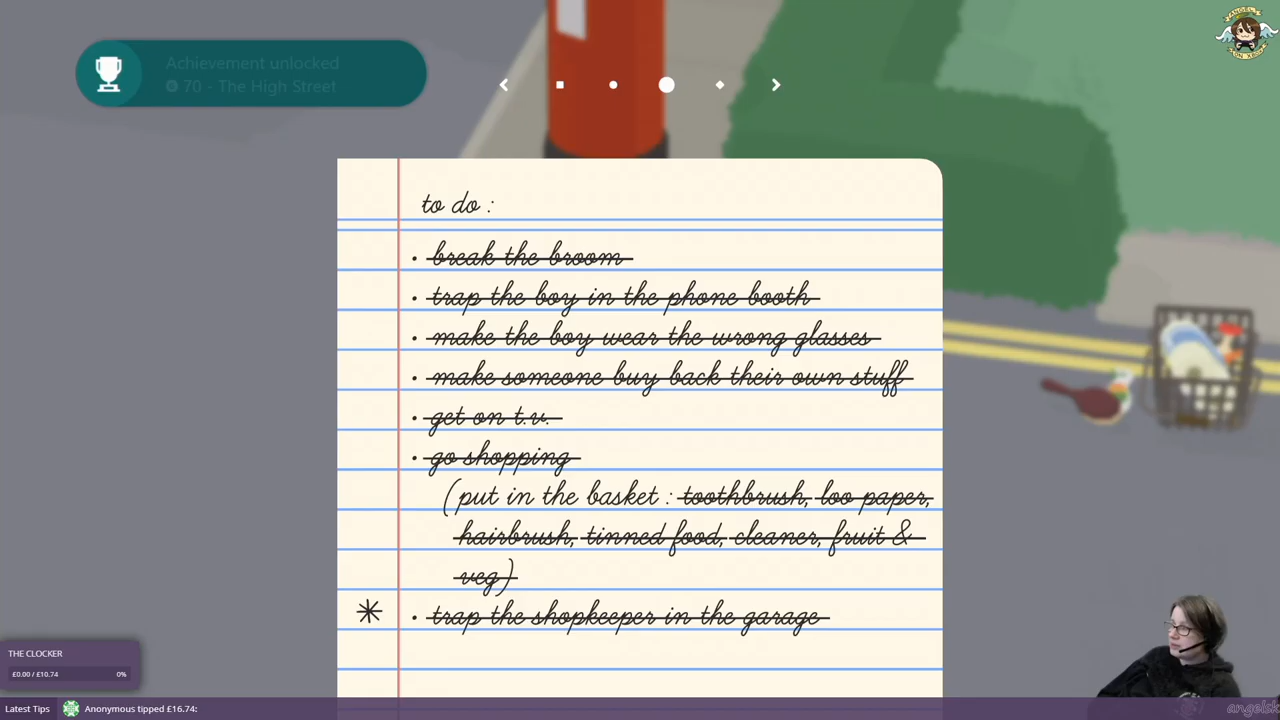 Achievement unlocked
70 - The High Street
ANGEL
ON XBOX
to do :
• break the broom
• trap the boy in the phone booth
• make the boy wear the wrong glasses
• make someone buy back their own stuff
• get on t.v.
• go shopping
(put in the basket : toothbrush, loo paper,
hairbrush, tinned food, cleaner, fruit &
veg)
• trap the shopkeeper in the garage
THE CLOCKER
£0.00 / £10.74 0%
Latest Tips Anonymous tipped £16.74: